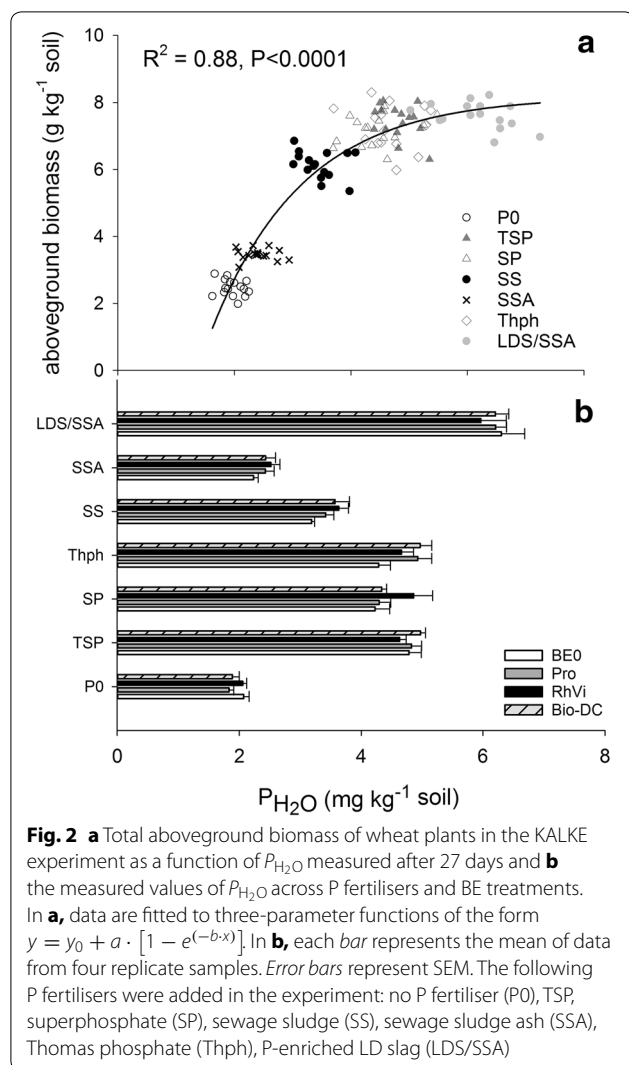 a
R² = 0.88, P<0.0001
aboveground biomass (g kg⁻¹ soil)
10
8
6
4
2
0
P0
TSP
SP
SS
SSA
Thph
LDS/SSA
b
LDS/SSA
SSA
SS
Thph
SP
TSP
P0
BE0
Pro
RhVi
Bio-DC
0 2 4 6 8
P_H₂O (mg kg⁻¹ soil)
Fig. 2 a Total aboveground biomass of wheat plants in the KALKE
experiment as a function of P_H₂O measured after 27 days and b
the measured values of P_H₂O across P fertilisers and BE treatments.
In a, data are fitted to three-parameter functions of the form
y = y₀ + a · [1 − e^(−b·x)]. In b, each bar represents the mean of data
from four replicate samples. Error bars represent SEM. The following
P fertilisers were added in the experiment: no P fertiliser (P0), TSP,
superphosphate (SP), sewage sludge (SS), sewage sludge ash (SSA),
Thomas phosphate (Thph), P-enriched LD slag (LDS/SSA)